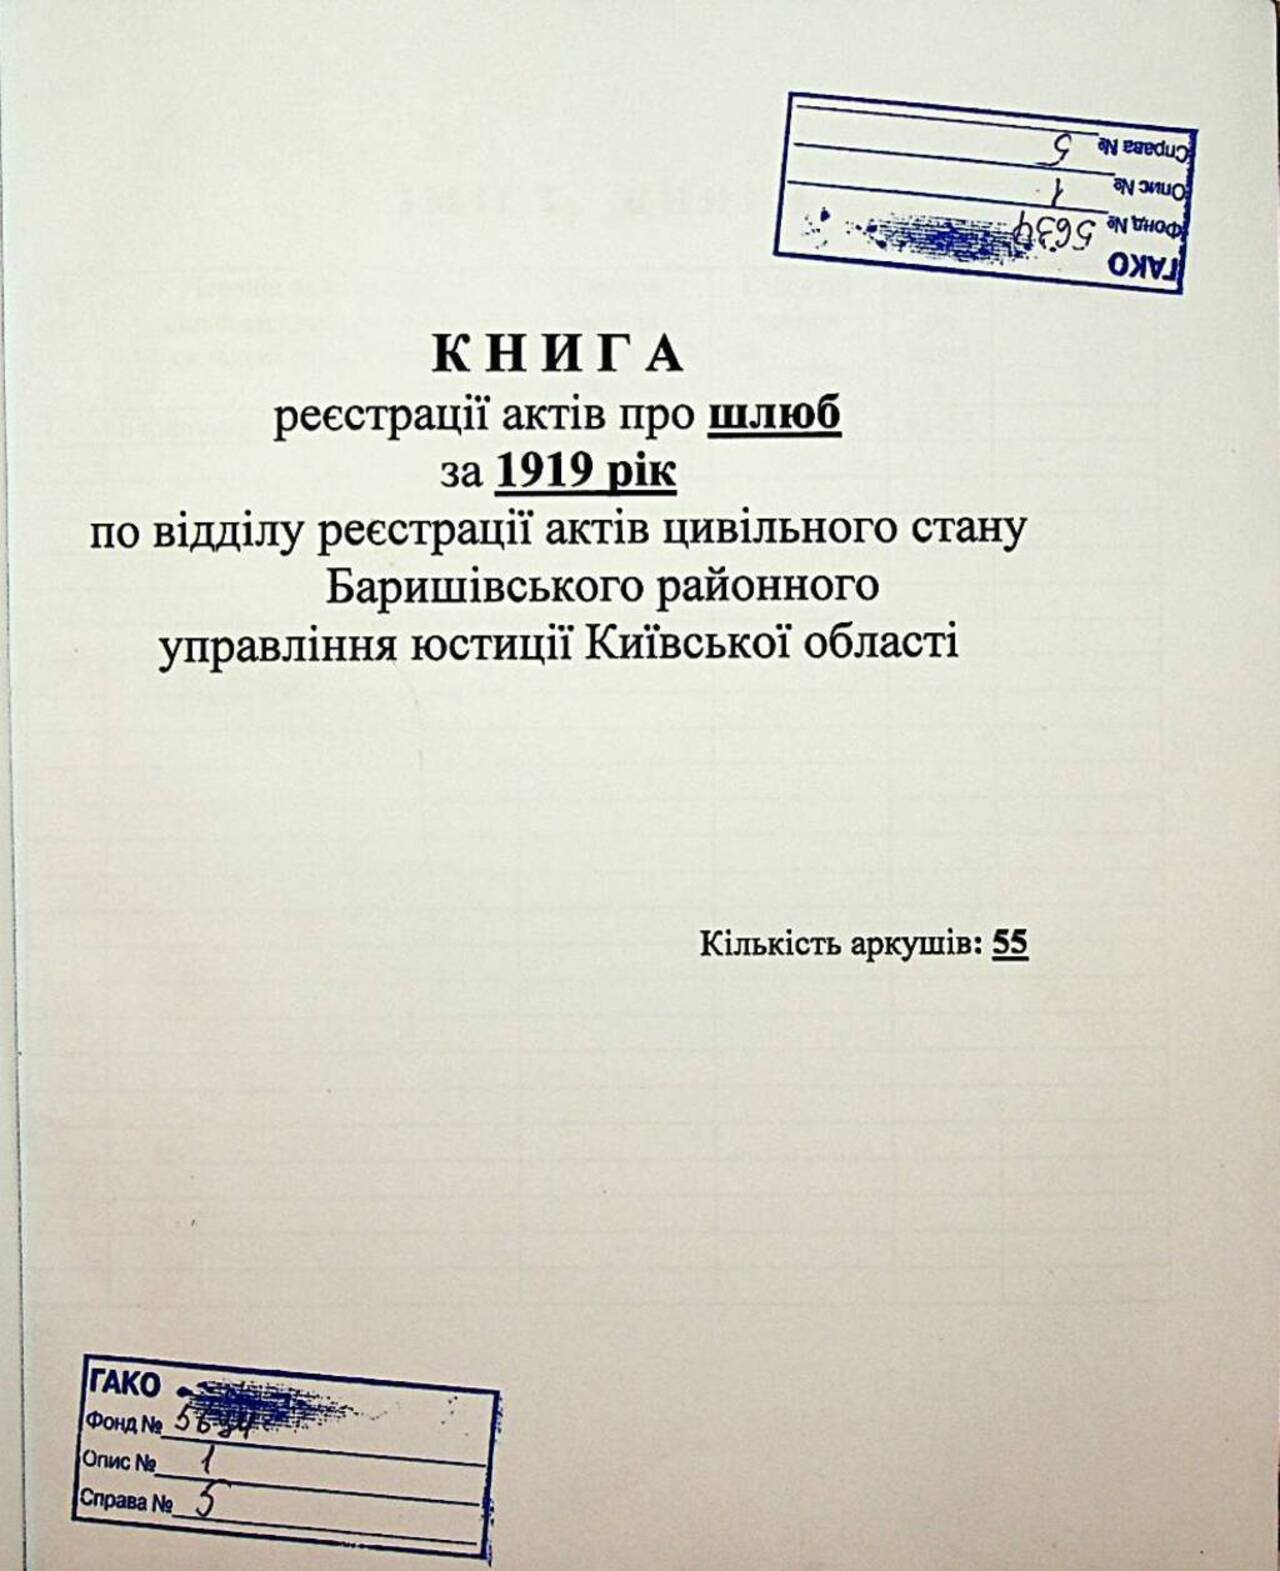 ГАКО
Фонд № 5634
Опис № 1
Справа № 5
К Н И Г А
реєстрації актів про шлюб
за 1919 рік
по відділу реєстрації актів цивільного стану
Баришівського районного
управління юстиції Київської області
Кількість аркушів: 55
ГАКО
Фонд № 5634
Опис № 1
Справа № 5